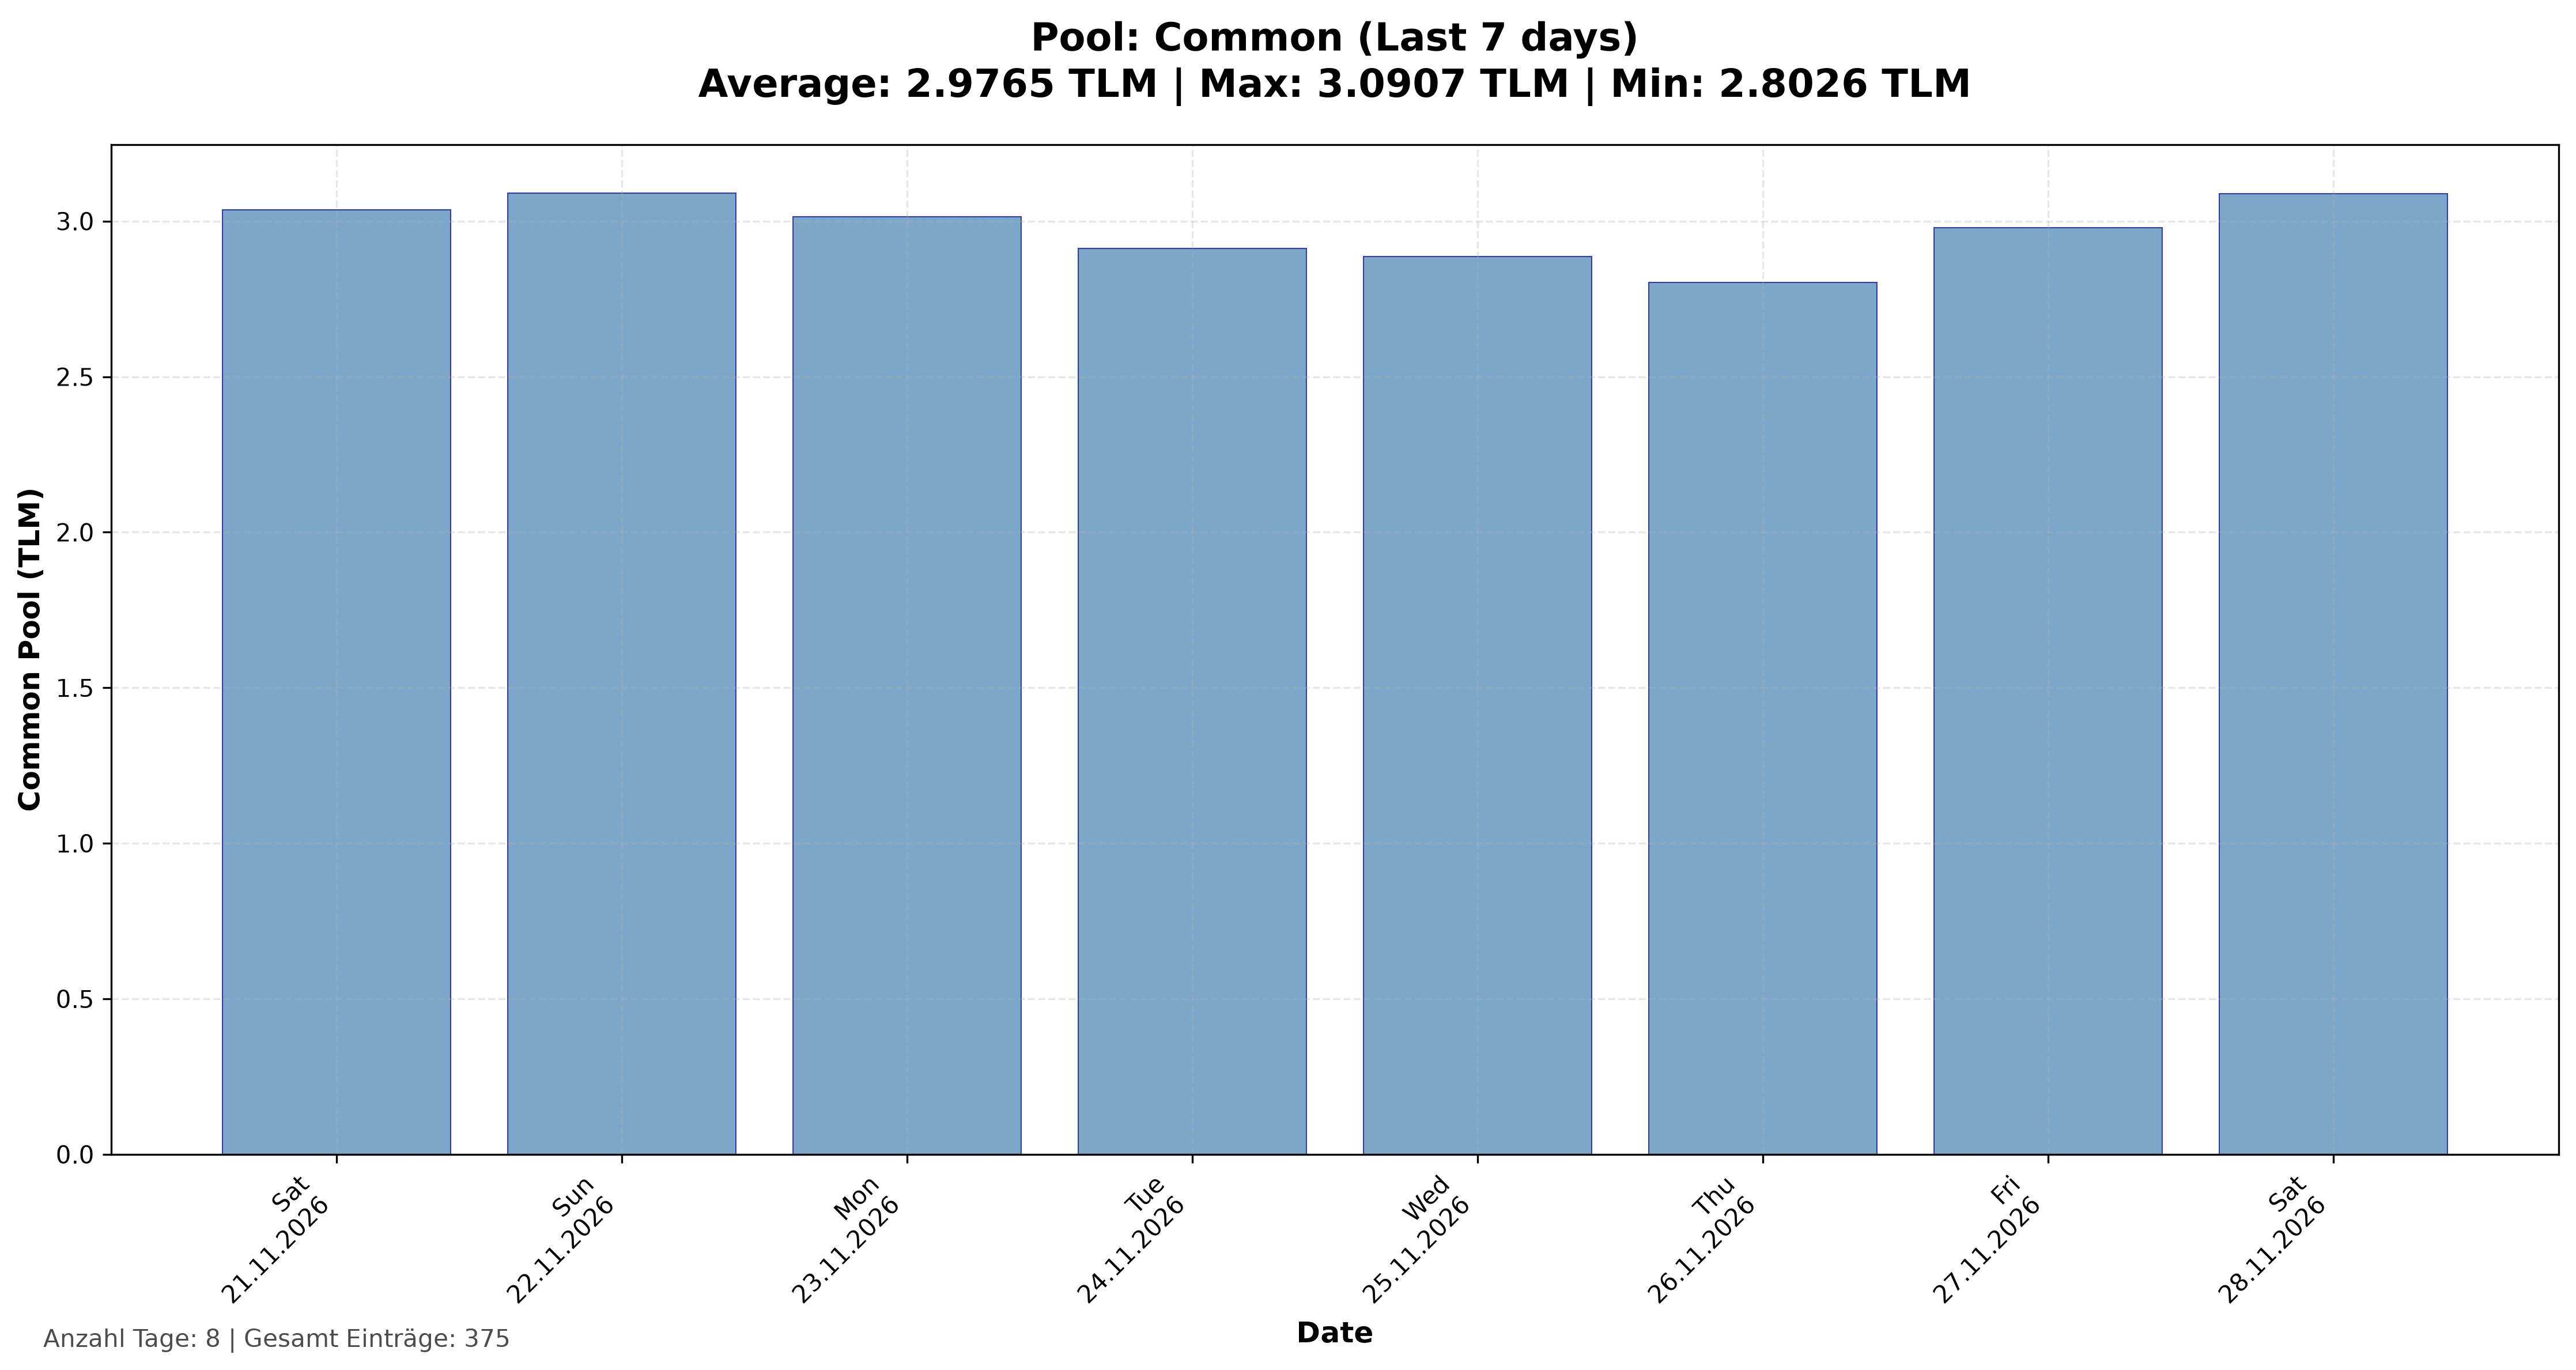 Pool: Common (Last 7 days)
Average: 2.9765 TLM | Max: 3.0907 TLM | Min: 2.8026 TLM
Common Pool (TLM)
3.0
2.5
2.0
1.5
1.0
0.5
0.0
Sat
21.11.2026
Sun
22.11.2026
Mon
23.11.2026
Tue
24.11.2026
Wed
25.11.2026
Thu
26.11.2026
Fri
27.11.2026
Sat
28.11.2026
Date
Anzahl Tage: 8 | Gesamt Einträge: 375